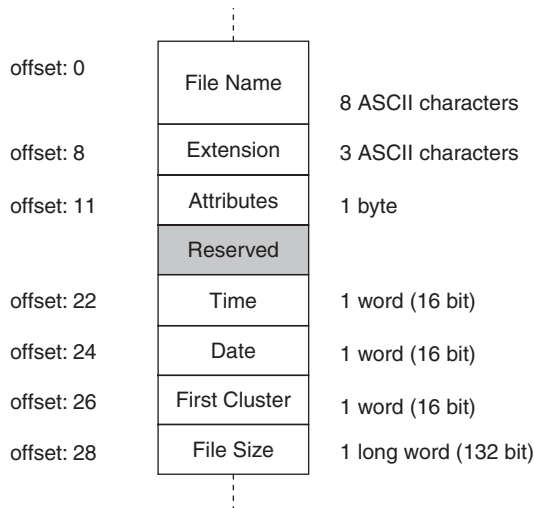 offset: 0
File Name
8 ASCII characters
offset: 8 Extension 3 ASCII characters
offset: 11 Attributes 1 byte
Reserved
offset: 22 Time 1 word (16 bit)
offset: 24 Date 1 word (16 bit)
offset: 26 First Cluster 1 word (16 bit)
offset: 28 File Size 1 long word (132 bit)